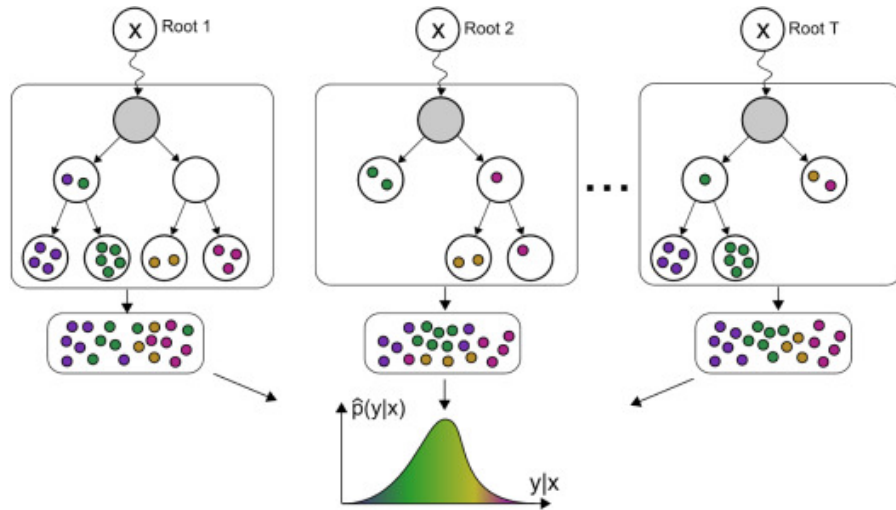 X Root 1
X Root 2
X Root T
...
p̂(y|x)
y|x